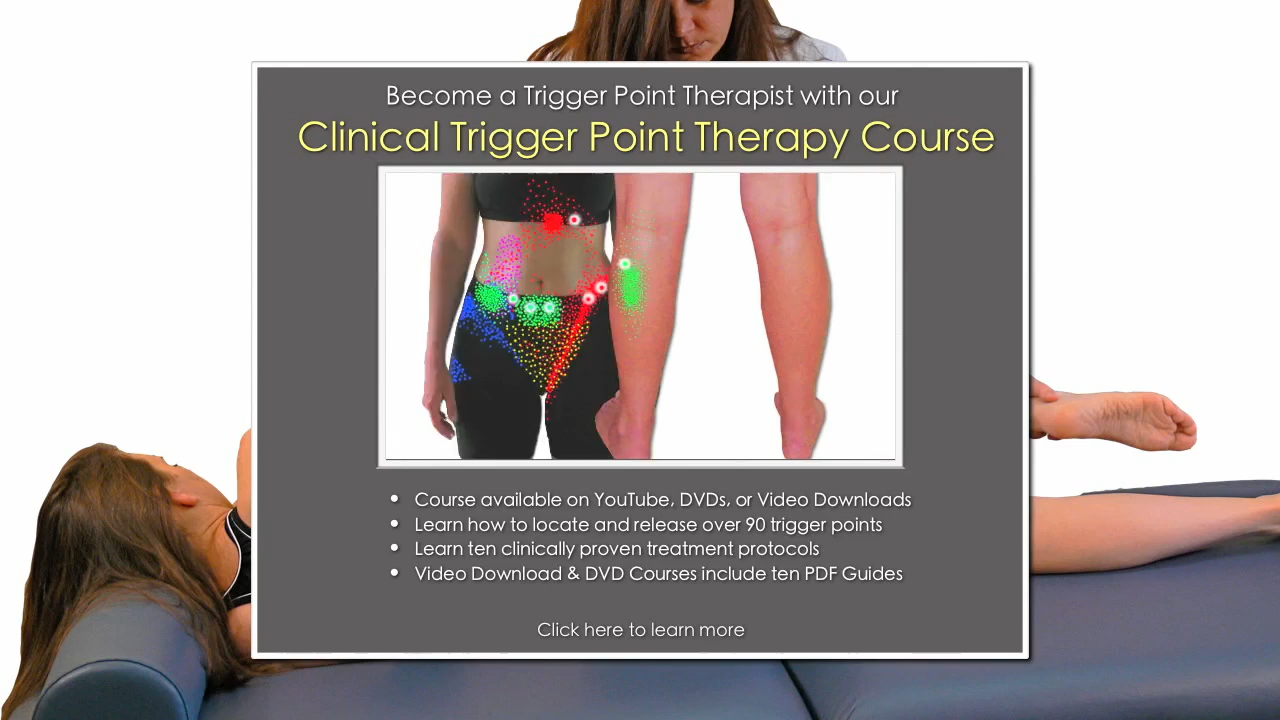 Become a Trigger Point Therapist with our
Clinical Trigger Point Therapy Course
• Course available on YouTube, DVDs, or Video Downloads
• Learn how to locate and release over 90 trigger points
• Learn ten clinically proven treatment protocols
• Video Download & DVD Courses include ten PDF Guides
Click here to learn more